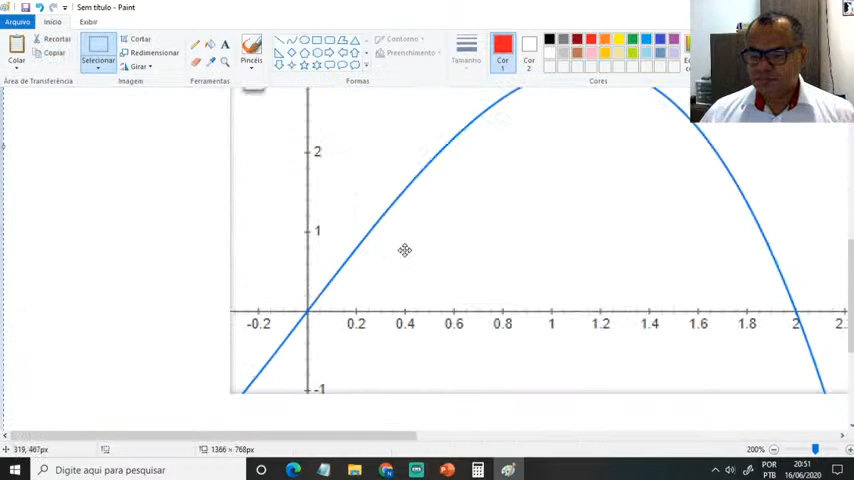 Sem título - Paint
Arquivo Início Exibir
Colar
Recortar
Copiar
Área de Transferência
Selecionar
Cortar
Redimensionar
Girar
Imagem
A
Ferramentas
Pincéis
Contorno
Preenchimento
Formas
Tamanho
Cor
1
Cor
2
Cores
2
1
-0.2 0.2 0.4 0.6 0.8 1 1.2 1.4 1.6 1.8 2
-1
319, 467px 1366 × 768px 200%
Digite aqui para pesquisar
POR
PTB
20:51
16/06/2020